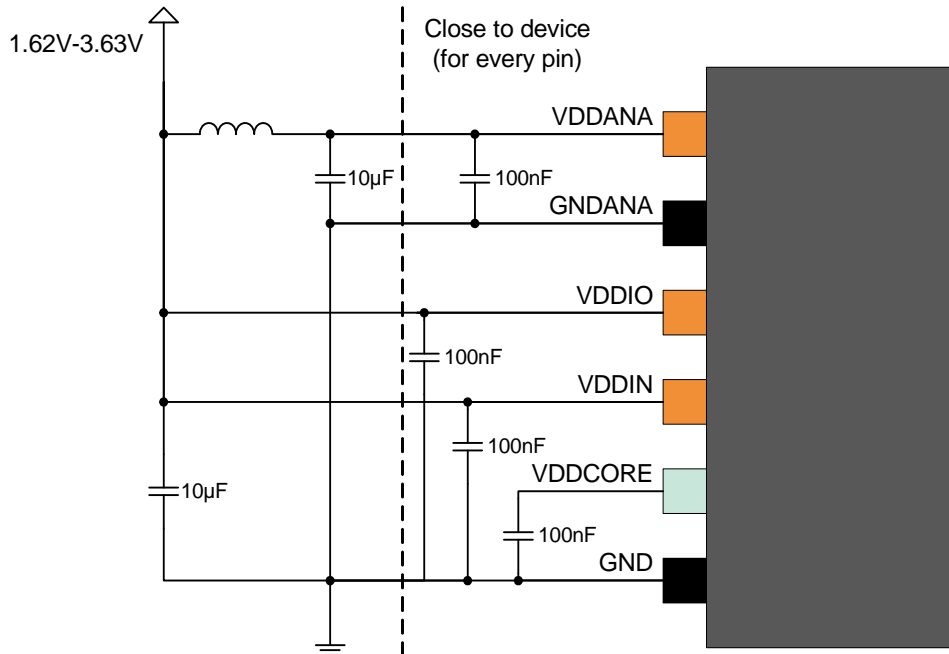 1.62V-3.63V
Close to device
(for every pin)
VDDANA
10µF
100nF
GNDANA
VDDIO
100nF
VDDIN
100nF
VDDCORE
10µF
100nF
GND